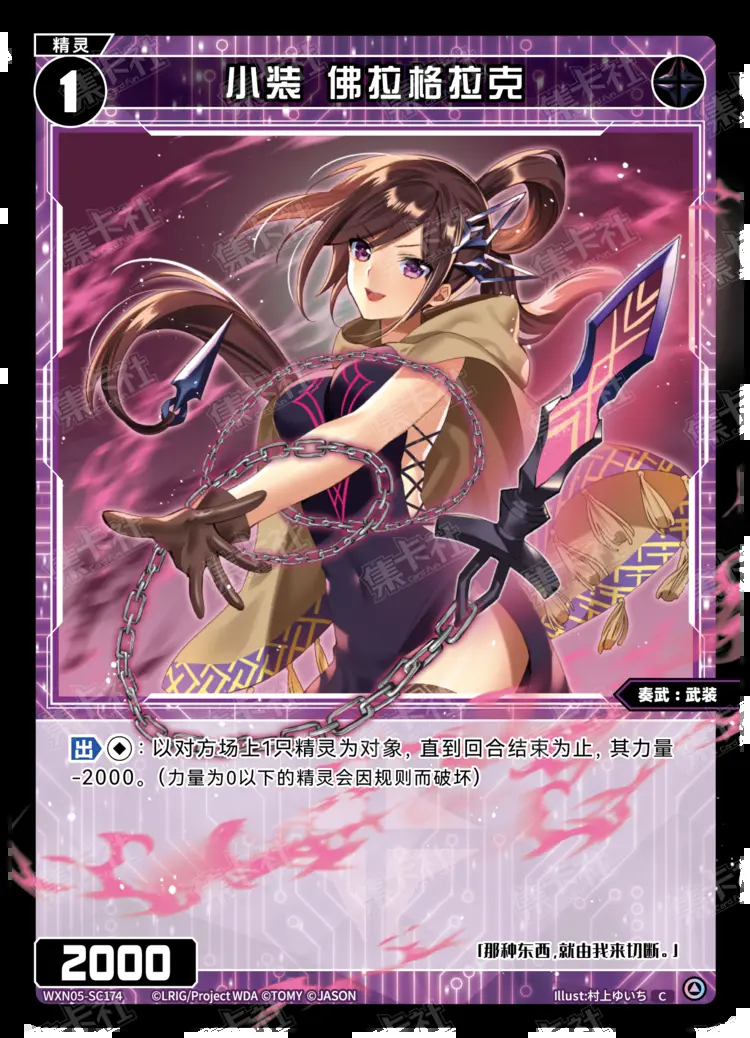 精灵
1
小装 佛拉格拉克
奏武：武装
出 ◆：以对方场上1只精灵为对象，直到回合结束为止，其力量
-2000。（力量为0以下的精灵会因规则而破坏）
「那种东西,就由我来切断。」
2000
WXN05-SC174 ©LRIG/Project WDA ©TOMY ©JASON
Illust:村上ゆいち C
集卡社